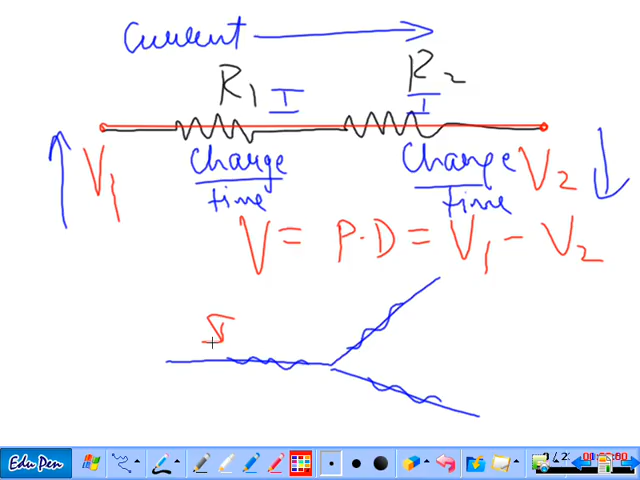 Current
R1 I R2 I
V1 Charge/time Charge/time V2
V = P.D = V1 - V2
Edu Pen